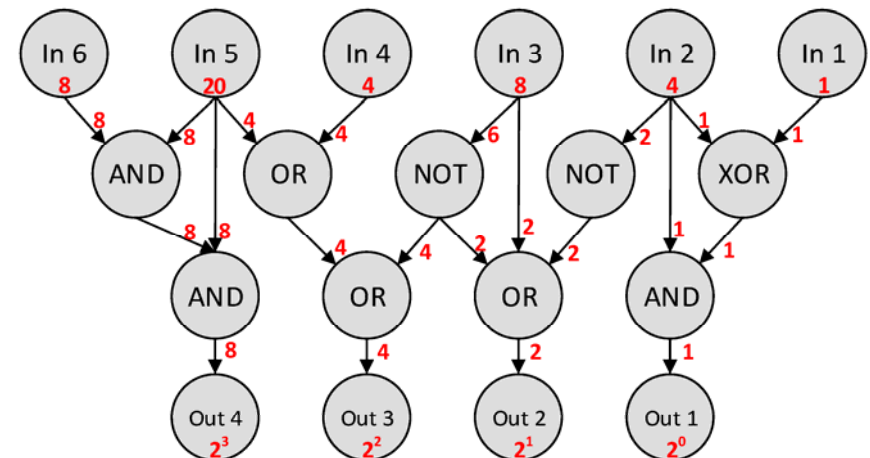 In 6 In 5 In 4 In 3 In 2 In 1
8 20 4 8 4 1
8 8 4 4 6 2 1 1
AND OR NOT NOT XOR
8 8 4 4 2 2 2 1 1
AND OR OR AND
8 4 2 1
Out 4 Out 3 Out 2 Out 1
2³ 2² 2¹ 2⁰